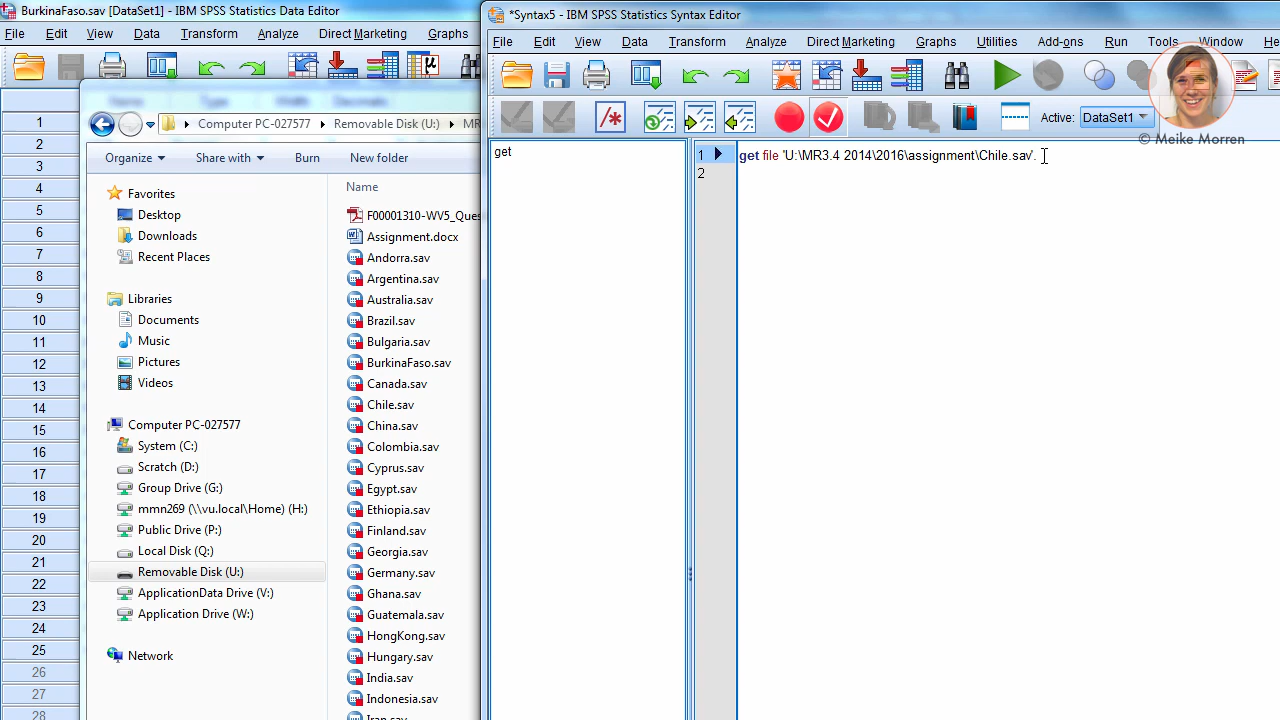 BurkinaFaso.sav [DataSet1] - IBM SPSS Statistics Data Editor
File Edit View Data Transform Analyze Direct Marketing Graphs
*Syntax5 - IBM SPSS Statistics Syntax Editor
File Edit View Data Transform Analyze Direct Marketing Graphs Utilities Add-ons Run Tools Window He
Active: DataSet1
© Meike Morren
Computer PC-027577 Removable Disk (U:) MR
Organize Share with Burn New folder
Favorites
Desktop
Downloads
Recent Places
Libraries
Documents
Music
Pictures
Videos
Computer PC-027577
System (C:)
Scratch (D:)
Group Drive (G:)
mmn269 (\\vu.local\Home) (H:)
Public Drive (P:)
Local Disk (Q:)
Removable Disk (U:)
ApplicationData Drive (V:)
Application Drive (W:)
Network
Name
F00001310-WV5_Ques
Assignment.docx
Andorra.sav
Argentina.sav
Australia.sav
Brazil.sav
Bulgaria.sav
BurkinaFaso.sav
Canada.sav
Chile.sav
China.sav
Colombia.sav
Cyprus.sav
Egypt.sav
Ethiopia.sav
Finland.sav
Georgia.sav
Germany.sav
Ghana.sav
Guatemala.sav
HongKong.sav
Hungary.sav
India.sav
Indonesia.sav
Iran.sav
1
2
3
4
5
6
7
8
9
10
11
12
13
14
15
16
17
18
19
20
21
22
23
24
25
26
27
28
get
1 get file 'U:\MR3.4 2014\2016\assignment\Chile.sav'.
2